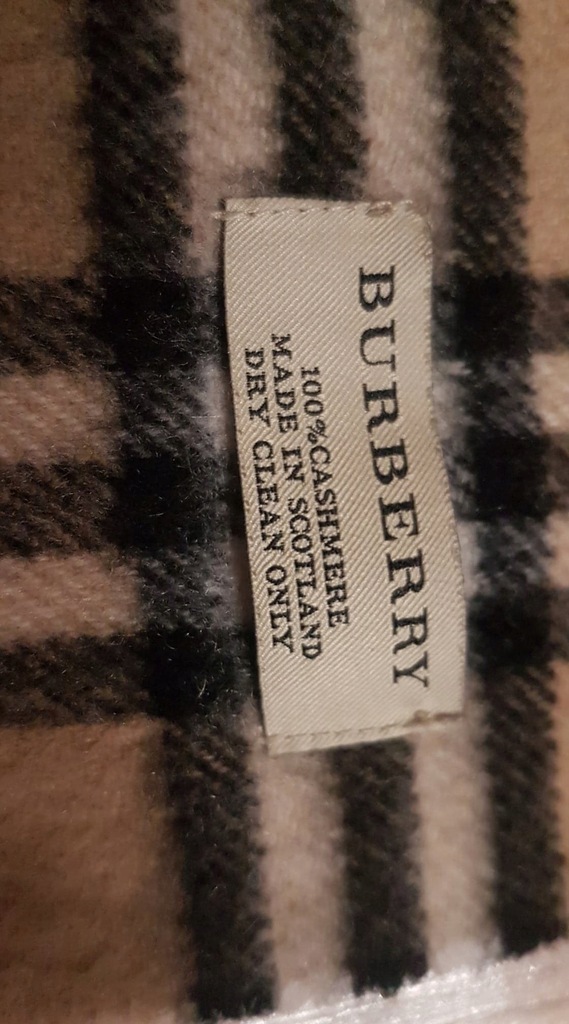 BURBERRY
100%CASHMERE
MADE IN SCOTLAND
DRY CLEAN ONLY